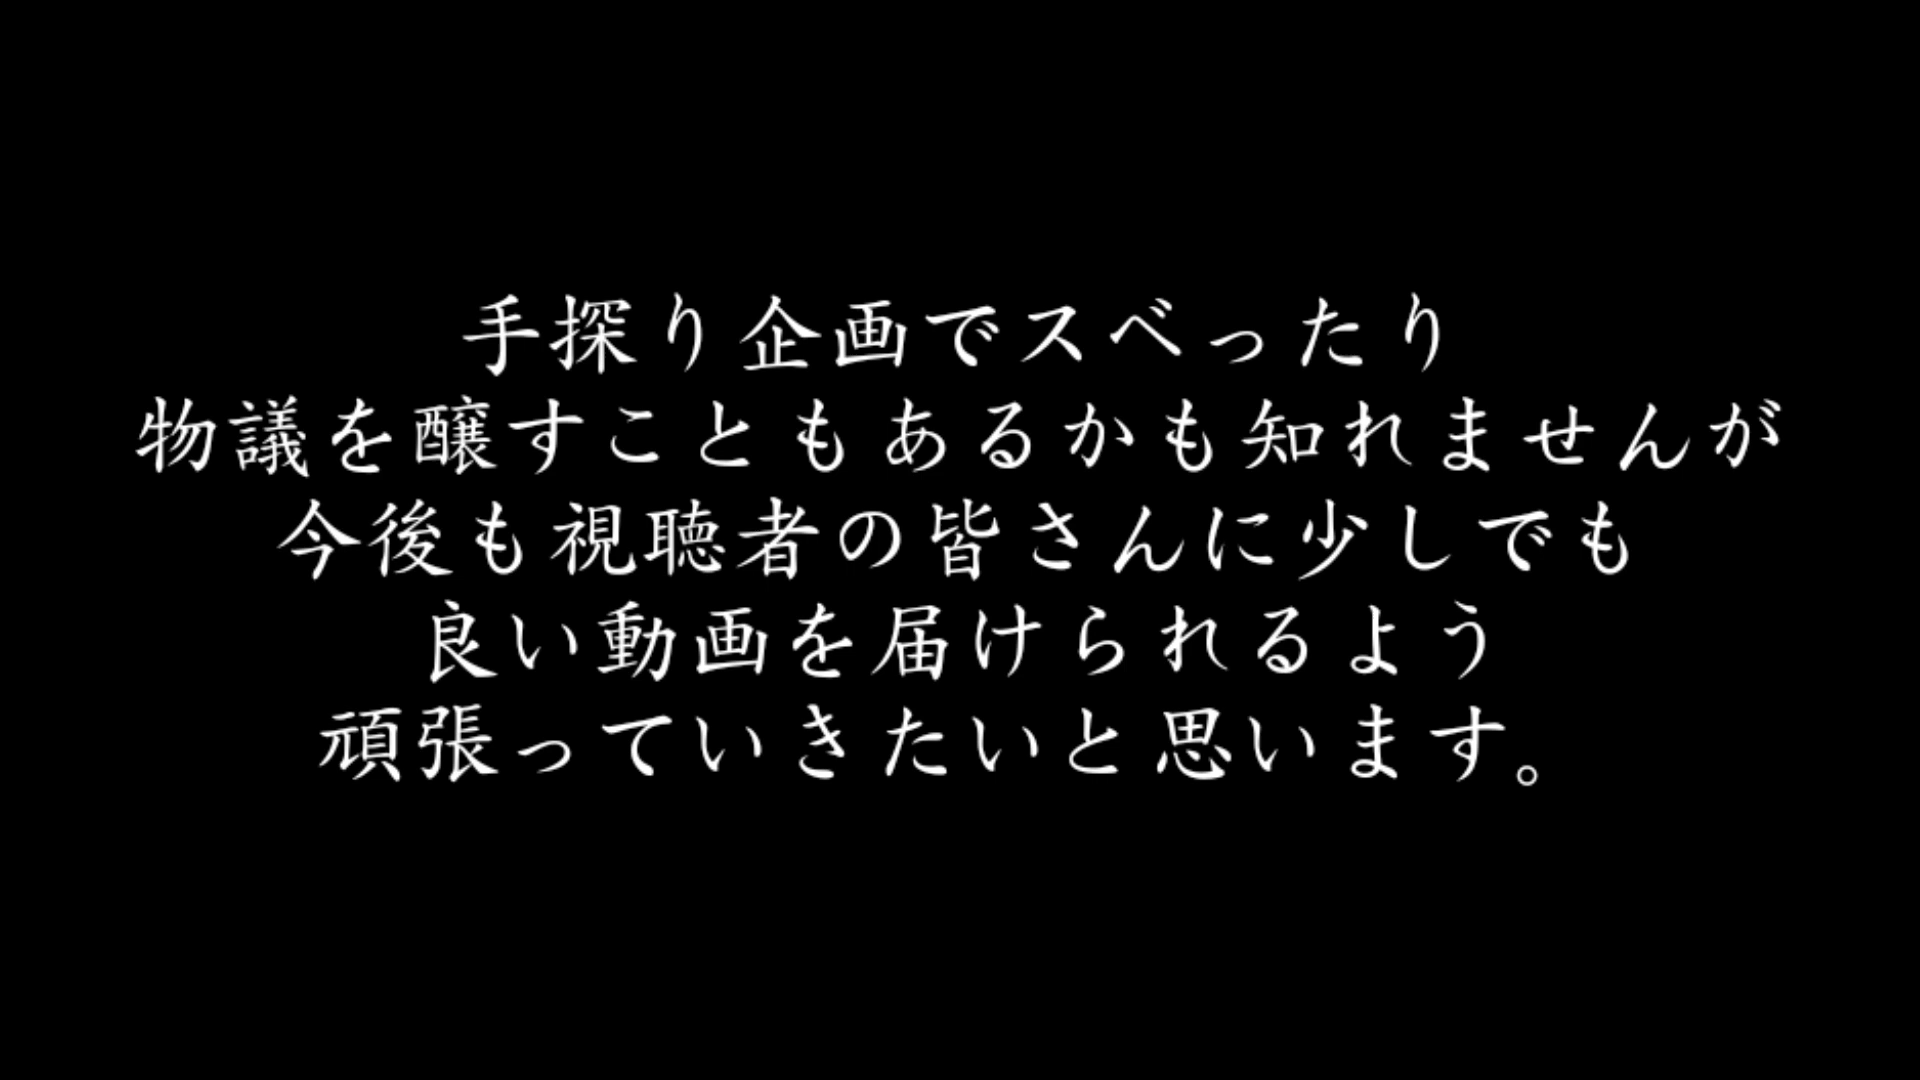 手探り企画でスベったり
物議を醸すこともあるかも知れませんが
今後も視聴者の皆さんに少しでも
良い動画を届けられるよう
頑張っていきたいと思います。